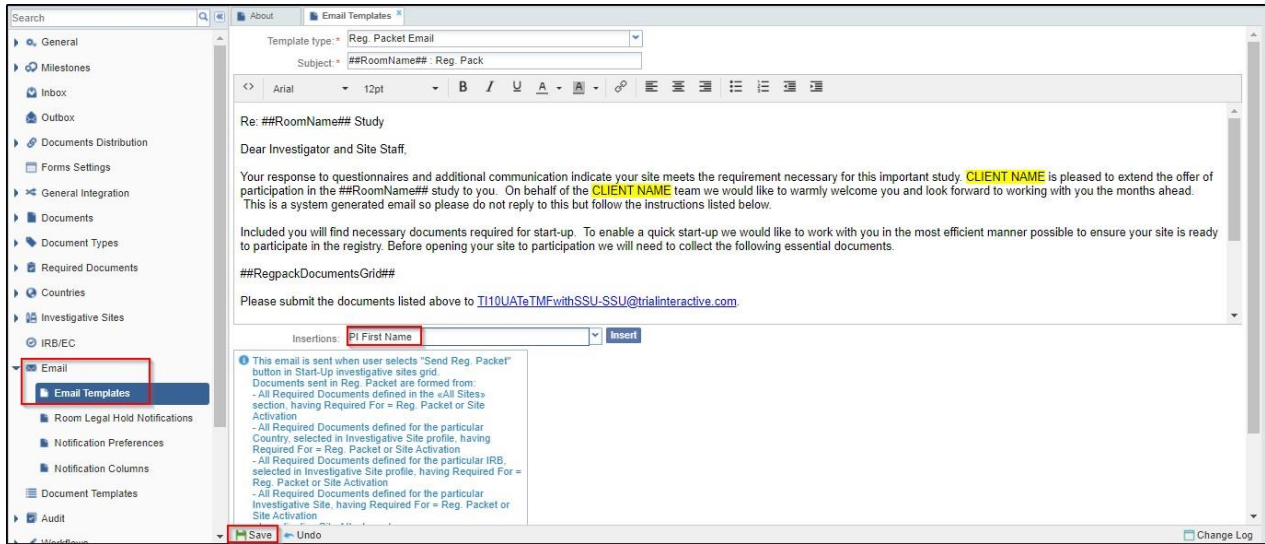 Search
General
Milestones
Inbox
Outbox
Documents Distribution
Forms Settings
General Integration
Documents
Document Types
Required Documents
Countries
Investigative Sites
IRB/EC
Email
Email Templates
Room Legal Hold Notifications
Notification Preferences
Notification Columns
Document Templates
Audit
Workflows
About
Email Templates
Template type:* Reg. Packet Email
Subject:* ##RoomName## : Reg. Pack
Arial 12pt B I U A A
Re: ##RoomName## Study
Dear Investigator and Site Staff,
Your response to questionnaires and additional communication indicate your site meets the requirement necessary for this important study. CLIENT NAME is pleased to extend the offer of
participation in the ##RoomName## study to you. On behalf of the CLIENT NAME team we would like to warmly welcome you and look forward to working with you the months ahead.
This is a system generated email so please do not reply to this but follow the instructions listed below.
Included you will find necessary documents required for start-up. To enable a quick start-up we would like to work with you in the most efficient manner possible to ensure your site is ready
to participate in the registry. Before opening your site to participation we will need to collect the following essential documents.
##RegpackDocumentsGrid##
Please submit the documents listed above to TI10UATeTMFwithSSU-SSU@trialinteractive.com.
Insertions: PI First Name Insert
This email is sent when user selects "Send Reg. Packet"
button in Start-Up investigative sites grid.
Documents sent in Reg. Packet are formed from:
- All Required Documents defined in the «All Sites»
section, having Required For = Reg. Packet or Site
Activation
- All Required Documents defined for the particular
Country, selected in Investigative Site profile, having
Required For = Reg. Packet or Site Activation
- All Required Documents defined for the particular IRB,
selected in Investigative Site profile, having Required For =
Reg. Packet or Site Activation
- All Required Documents defined for the particular
Investigative Site, having Required For = Reg. Packet or
Site Activation
Save Undo Change Log